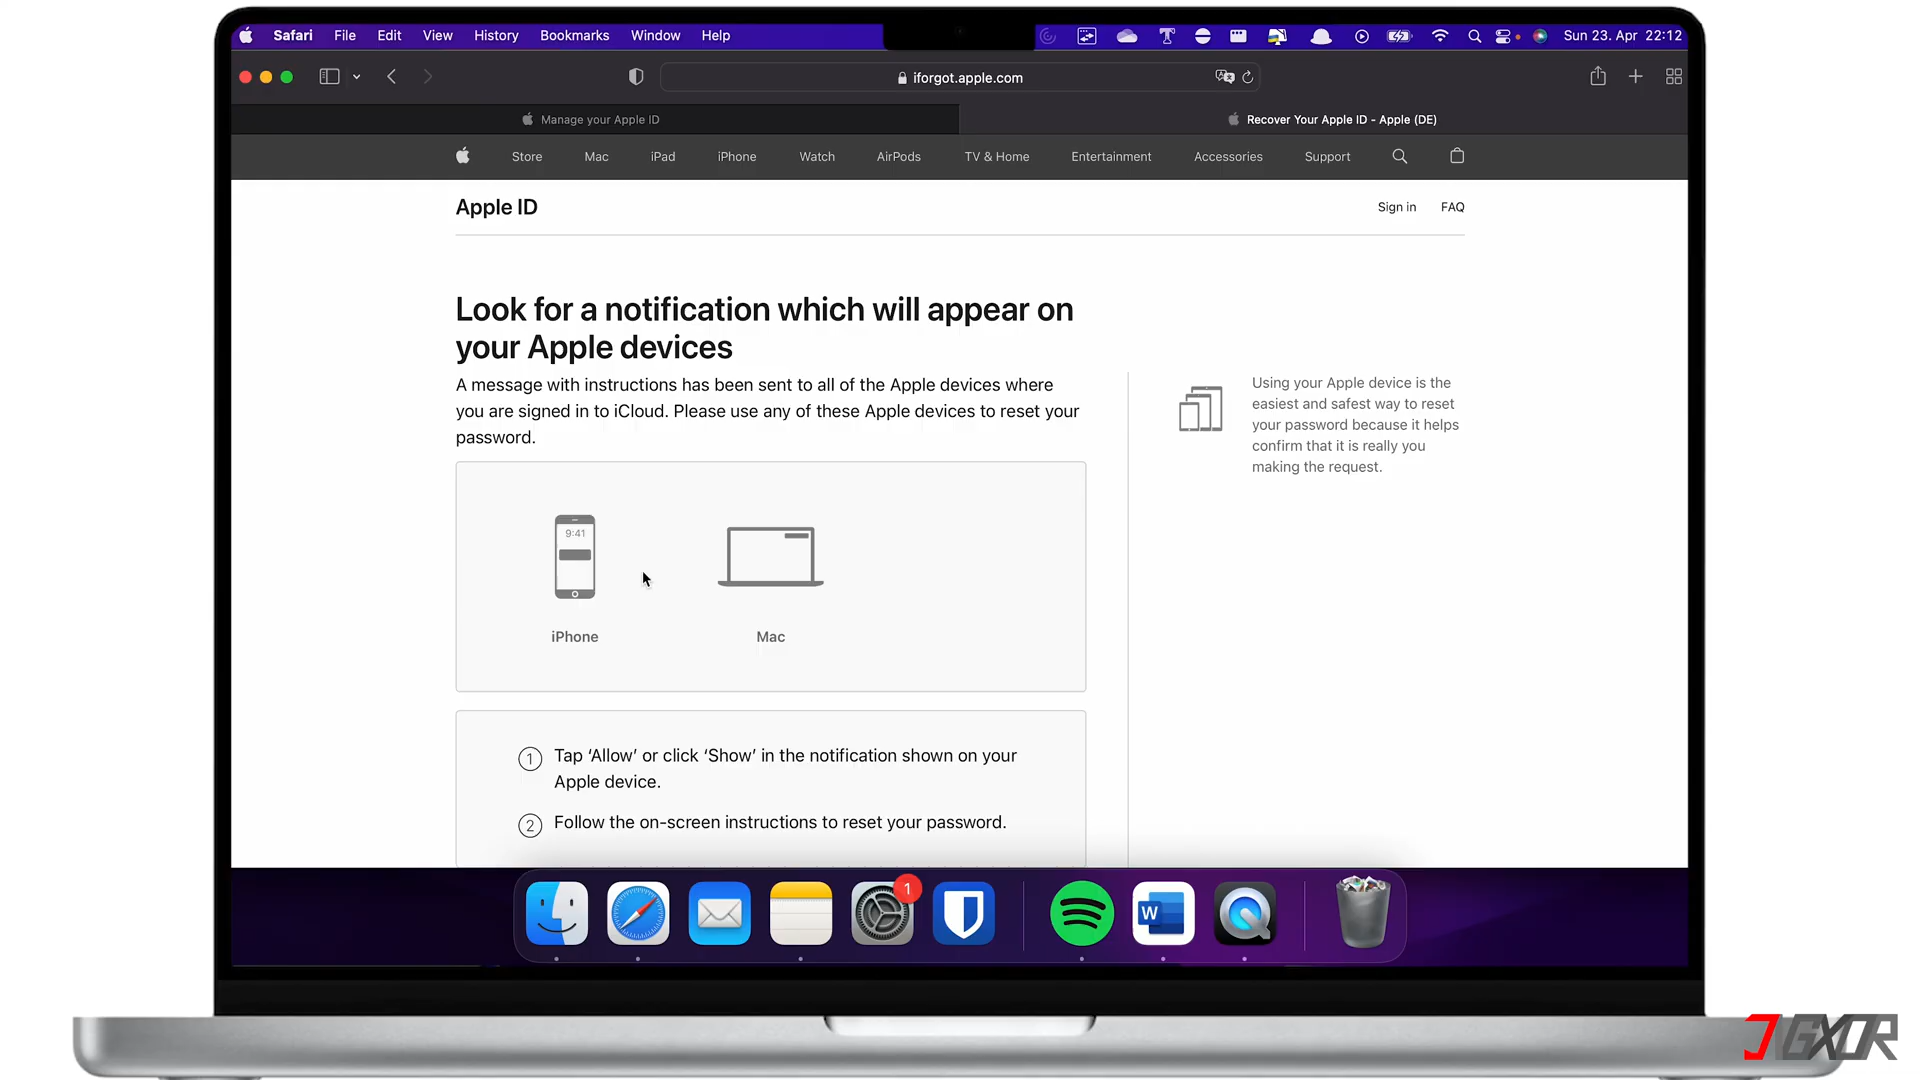 Safari File Edit View History Bookmarks Window Help Sun 23. Apr 22:12
iforgot.apple.com
Manage your Apple ID
Recover Your Apple ID - Apple (DE)
Store Mac iPad iPhone Watch AirPods TV & Home Entertainment Accessories Support
Apple ID
Sign in FAQ
Look for a notification which will appear on
your Apple devices
A message with instructions has been sent to all of the Apple devices where
you are signed in to iCloud. Please use any of these Apple devices to reset your
password.
Using your Apple device is the
easiest and safest way to reset
your password because it helps
confirm that it is really you
making the request.
9:41
iPhone
Mac
1 Tap ‘Allow’ or click ‘Show’ in the notification shown on your
Apple device.
2 Follow the on-screen instructions to reset your password.
1
W
JIGXOR